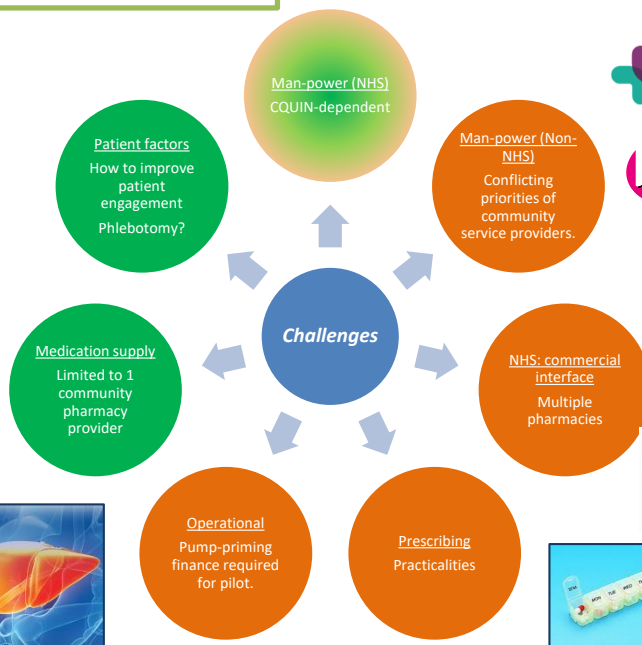 Man-power (NHS)
CQUIN-dependent
Man-power (Non-
NHS)
Conflicting
priorities of
community
service providers.
NHS: commercial
interface
Multiple
pharmacies
Prescribing
Practicalities
Operational
Pump-priming
finance required
for pilot.
Medication supply
Limited to 1
community
pharmacy
provider
Patient factors
How to improve
patient
engagement
Phlebotomy?
Challenges
MON
TUE
WED